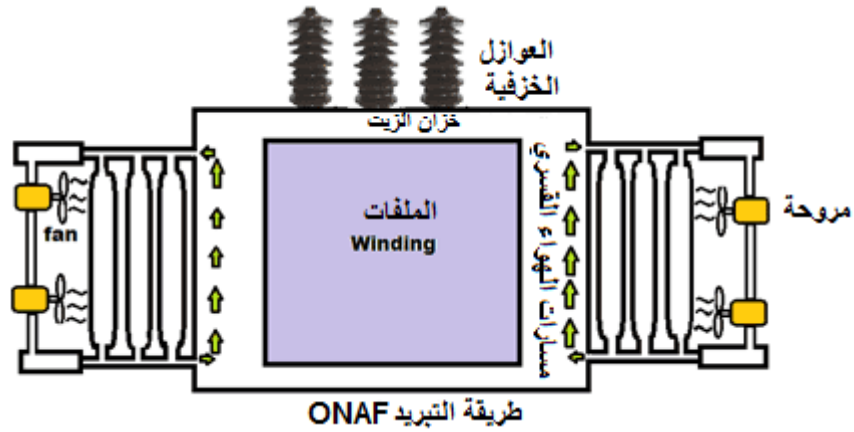 العوازل
الخزفية
خزان الزيت
الملفات
Winding
مسارات الهواء القسري
مروحة
fan
طريقة التبريد ONAF